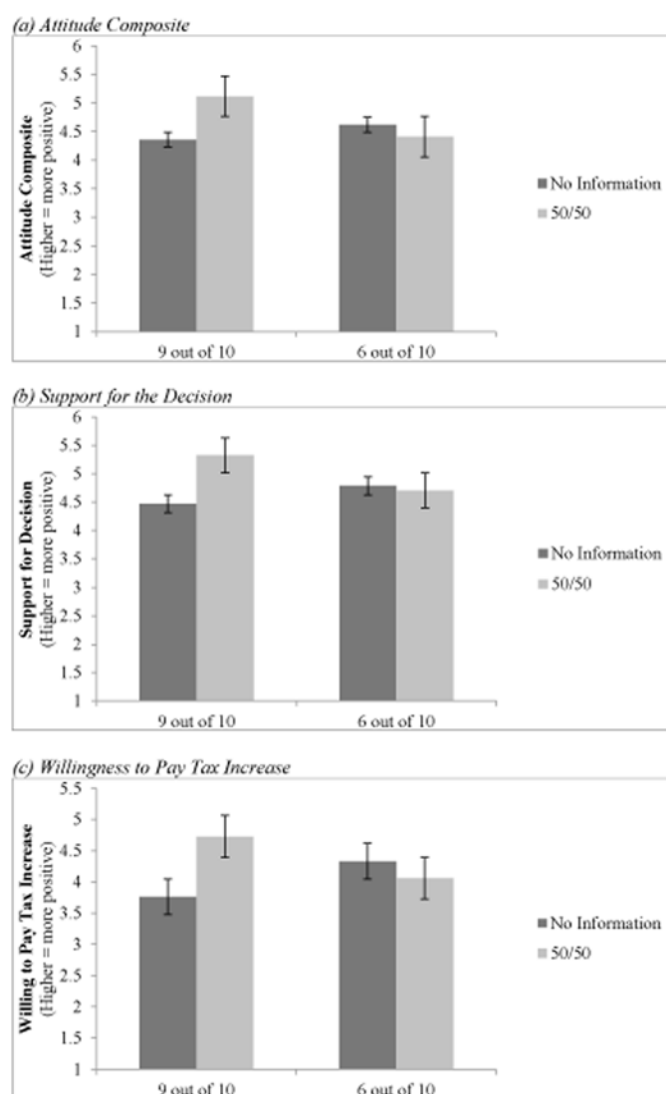 (a) Attitude Composite
6
5.5
5
4.5
4
3.5
3
2.5
2
1.5
1
Attitude Composite
(Higher = more positive)
9 out of 10
6 out of 10
No Information
50/50
(b) Support for the Decision
6
5.5
5
4.5
4
3.5
3
2.5
2
1.5
1
Support for Decision
(Higher = more positive)
9 out of 10
6 out of 10
No Information
50/50
(c) Willingness to Pay Tax Increase
5.5
5
4.5
4
3.5
3
2.5
2
1.5
1
Willing to Pay Tax Increase
(Higher = more positive)
9 out of 10
6 out of 10
No Information
50/50